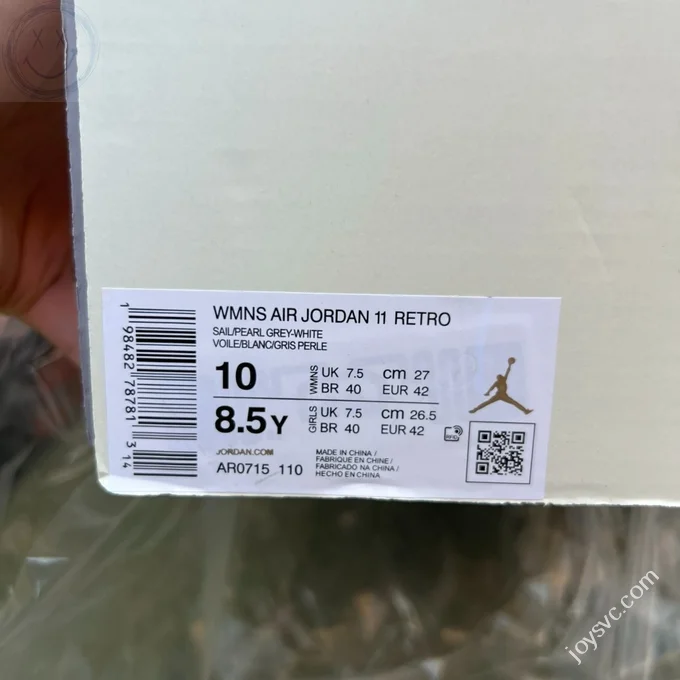 WMNS AIR JORDAN 11 RETRO
SAIL/PEARL GREY-WHITE
VOILE/BLANC/GRIS PERLE
10 WMNS UK 7.5 cm 27
BR 40 EUR 42
8.5Y GIRLS UK 7.5 cm 26.5
BR 40 EUR 42
RFID
JORDAN.COM
AR0715 110
MADE IN CHINA /
FABRIQUE EN CHINE /
FABRICADO NA CHINA /
HECHO EN CHINA
1 98482 78781 3 14
joysvc.com